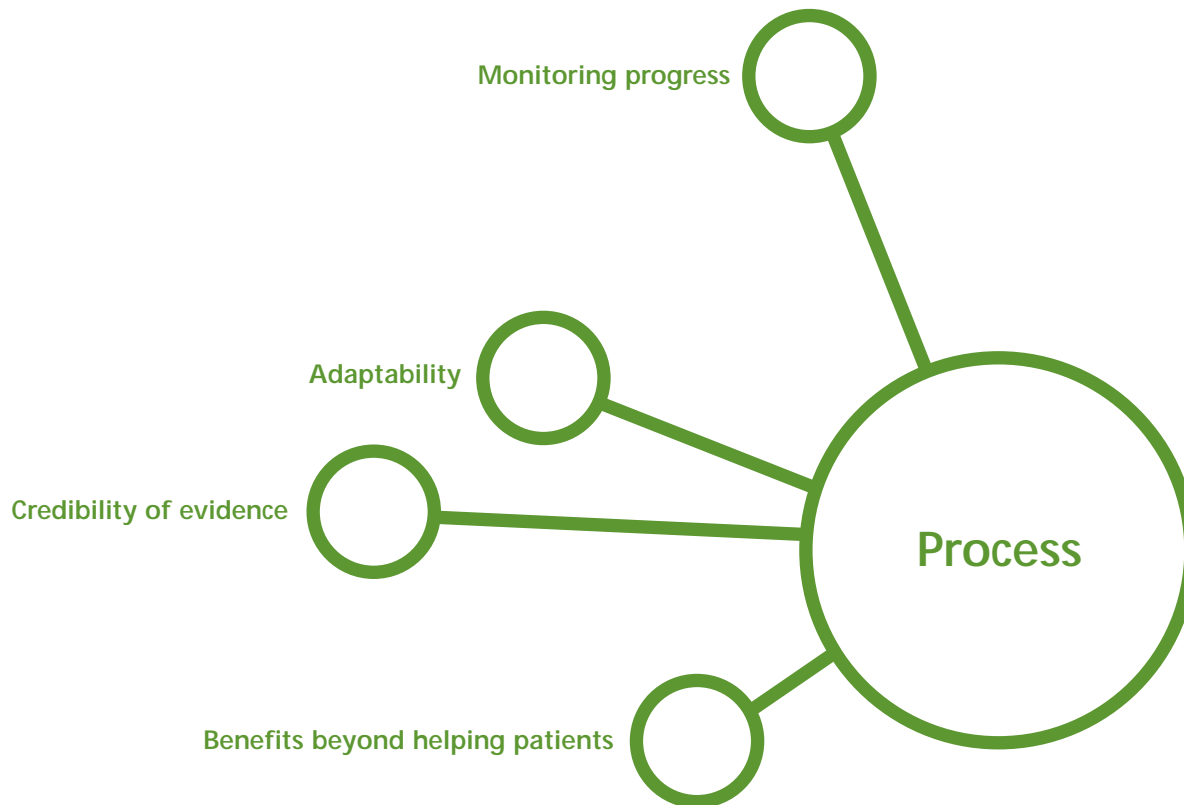 Monitoring progress
Adaptability
Credibility of evidence
Process
Benefits beyond helping patients